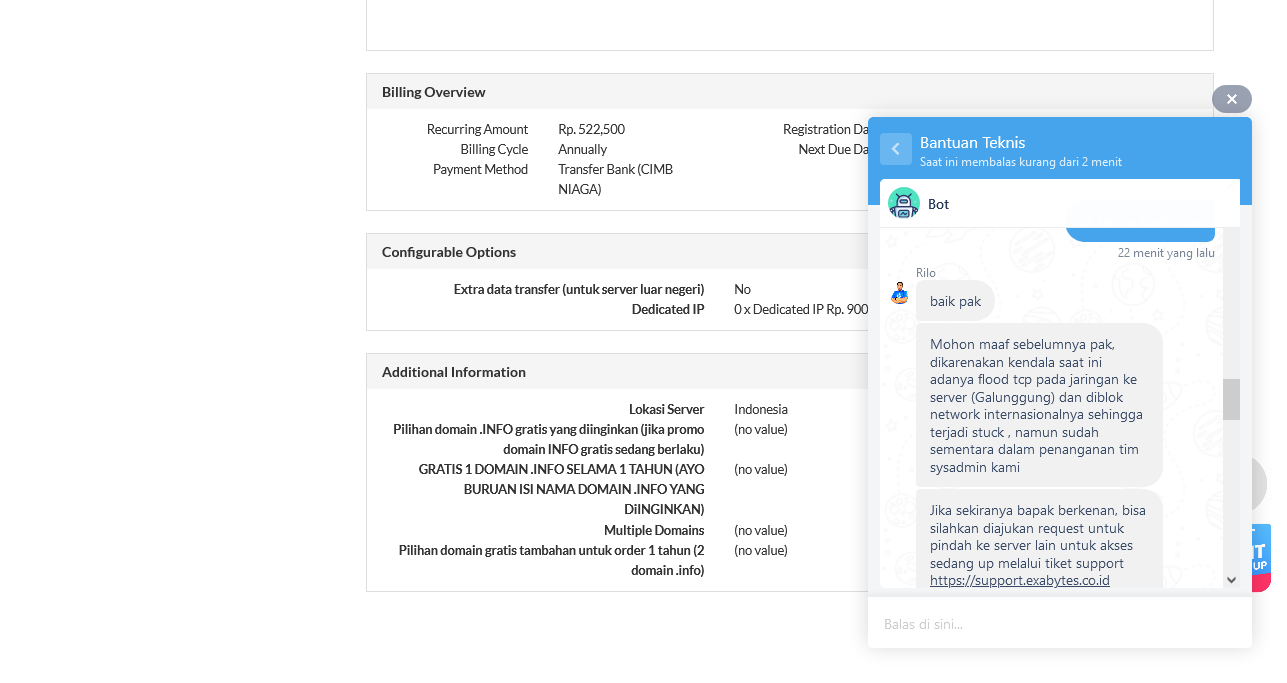 Billing Overview
Recurring Amount Rp. 522,500 Registration Da
Billing Cycle Annually Next Due Da
Payment Method Transfer Bank (CIMB
NIAGA)
Configurable Options
Extra data transfer (untuk server luar negeri) No
Dedicated IP 0 x Dedicated IP Rp. 900
Additional Information
Lokasi Server Indonesia
Pilihan domain .INFO gratis yang diinginkan (jika promo (no value)
domain INFO gratis sedang berlaku)
GRATIS 1 DOMAIN .INFO SELAMA 1 TAHUN (AYO (no value)
BURUAN ISI NAMA DOMAIN .INFO YANG
DiINGINKAN)
Multiple Domains (no value)
Pilihan domain gratis tambahan untuk order 1 tahun (2 (no value)
domain .info)
Bantuan Teknis
Saat ini membalas kurang dari 2 menit
Bot
22 menit yang lalu
Rilo
baik pak
Mohon maaf sebelumnya pak,
dikarenakan kendala saat ini
adanya flood tcp pada jaringan ke
server (Galunggung) dan diblok
network internasionalnya sehingga
terjadi stuck , namun sudah
sementara dalam penanganan tim
sysadmin kami
Jika sekiranya bapak berkenan, bisa
silahkan diajukan request untuk
pindah ke server lain untuk akses
sedang up melalui tiket support
https://support.exabytes.co.id
Balas di sini...
UP